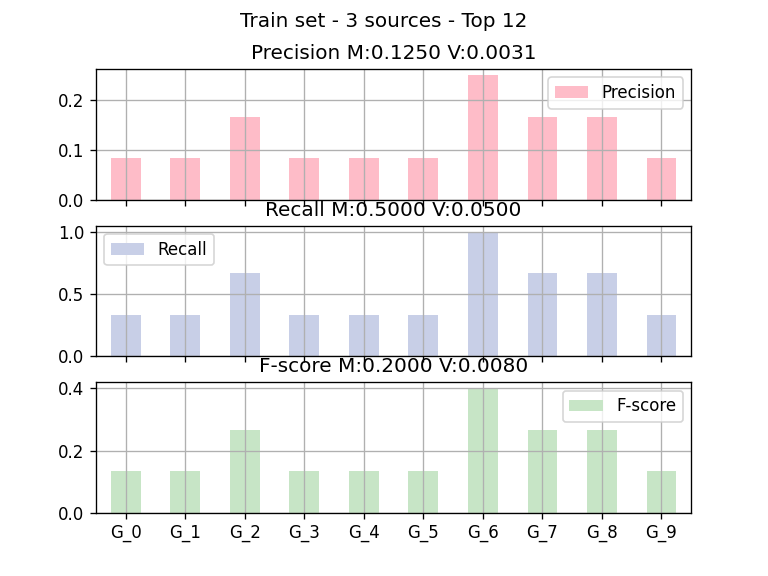 Train set - 3 sources - Top 12
Precision M:0.1250 V:0.0031
0.2
0.1
0.0
Precision
Recall M:0.5000 V:0.0500
1.0
0.5
0.0
Recall
F-score M:0.2000 V:0.0080
0.4
0.2
0.0
F-score
G_0 G_1 G_2 G_3 G_4 G_5 G_6 G_7 G_8 G_9